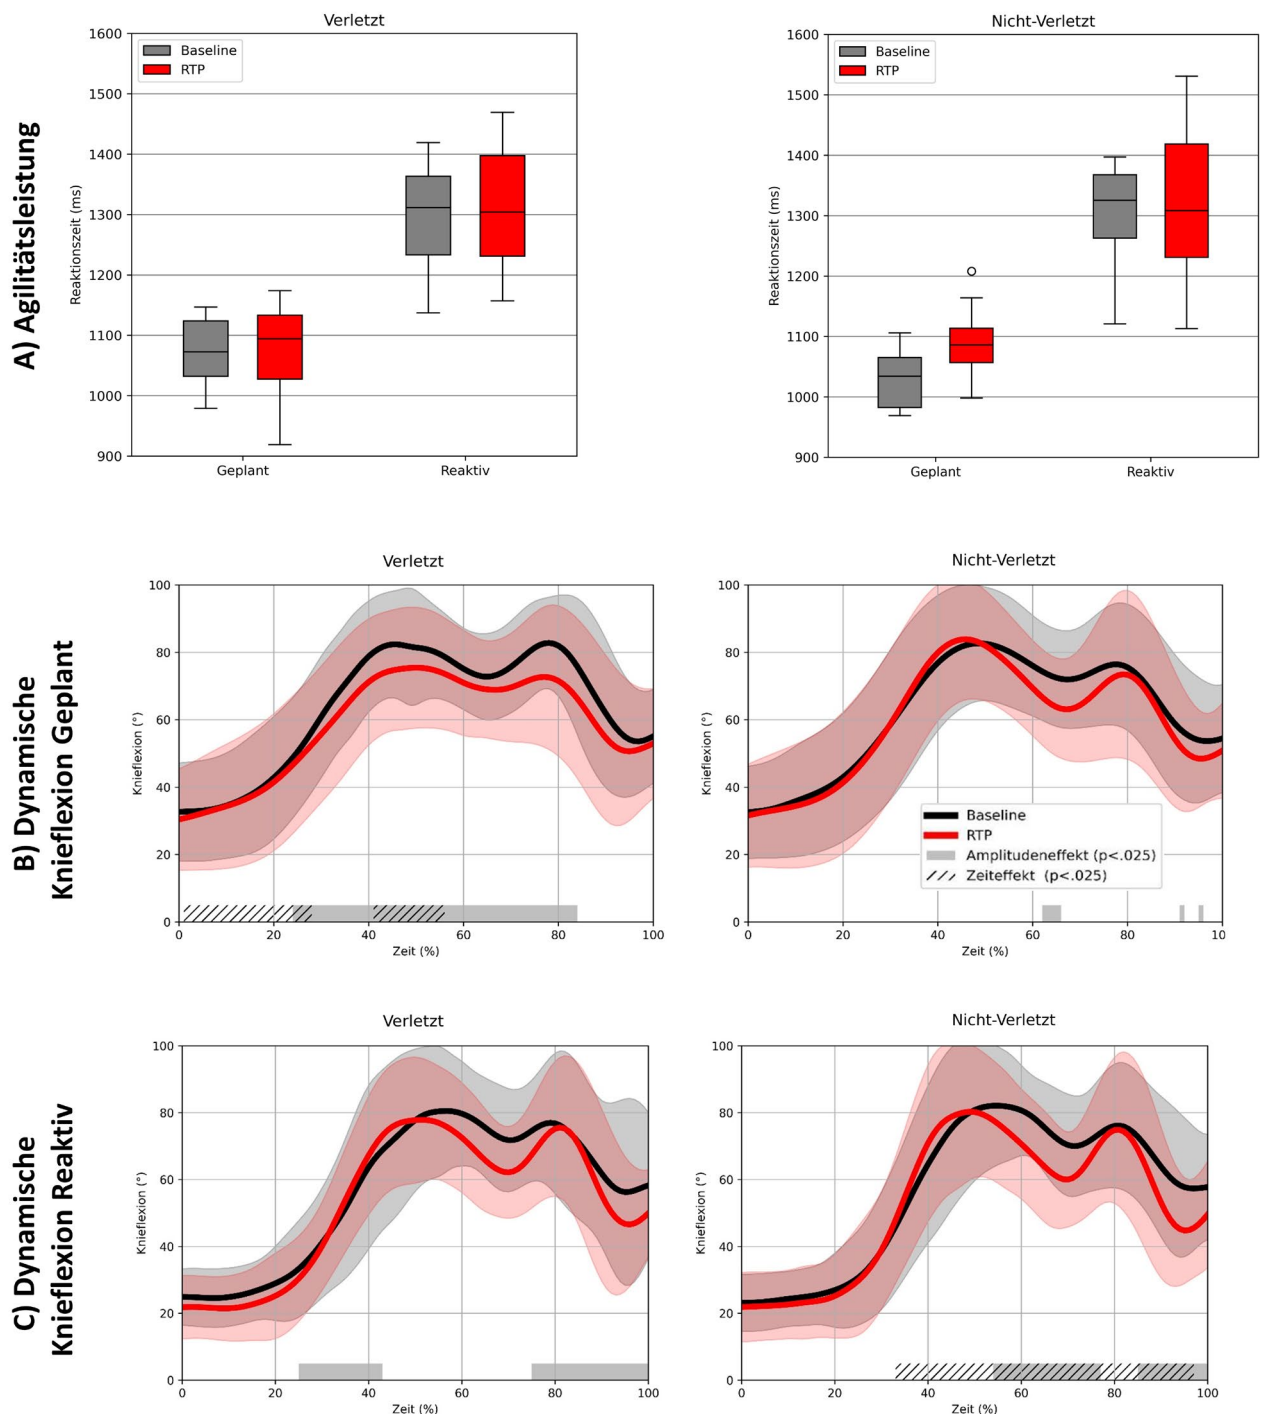 A) Agilitätsleistung
Verletzt
Baseline
RTP
Reaktionszeit (ms)
1600
1500
1400
1300
1200
1100
1000
900
Geplant Reaktiv
Nicht-Verletzt
Baseline
RTP
Reaktionszeit (ms)
1600
1500
1400
1300
1200
1100
1000
900
Geplant Reaktiv
B) Dynamische
Knieflexion Geplant
Verletzt
Knieflexion (°)
100
80
60
40
20
0
0 20 40 60 80 100
Zeit (%)
Nicht-Verletzt
Knieflexion (°)
100
80
60
40
20
0
Baseline
RTP
Amplitudeneffekt (p<.025)
Zeiteffekt (p<.025)
0 20 40 60 80 10
Zeit (%)
C) Dynamische
Knieflexion Reaktiv
Verletzt
Knieflexion (°)
100
80
60
40
20
0
0 20 40 60 80 100
Zeit (%)
Nicht-Verletzt
Knieflexion (°)
100
80
60
40
20
0
0 20 40 60 80 100
Zeit (%)